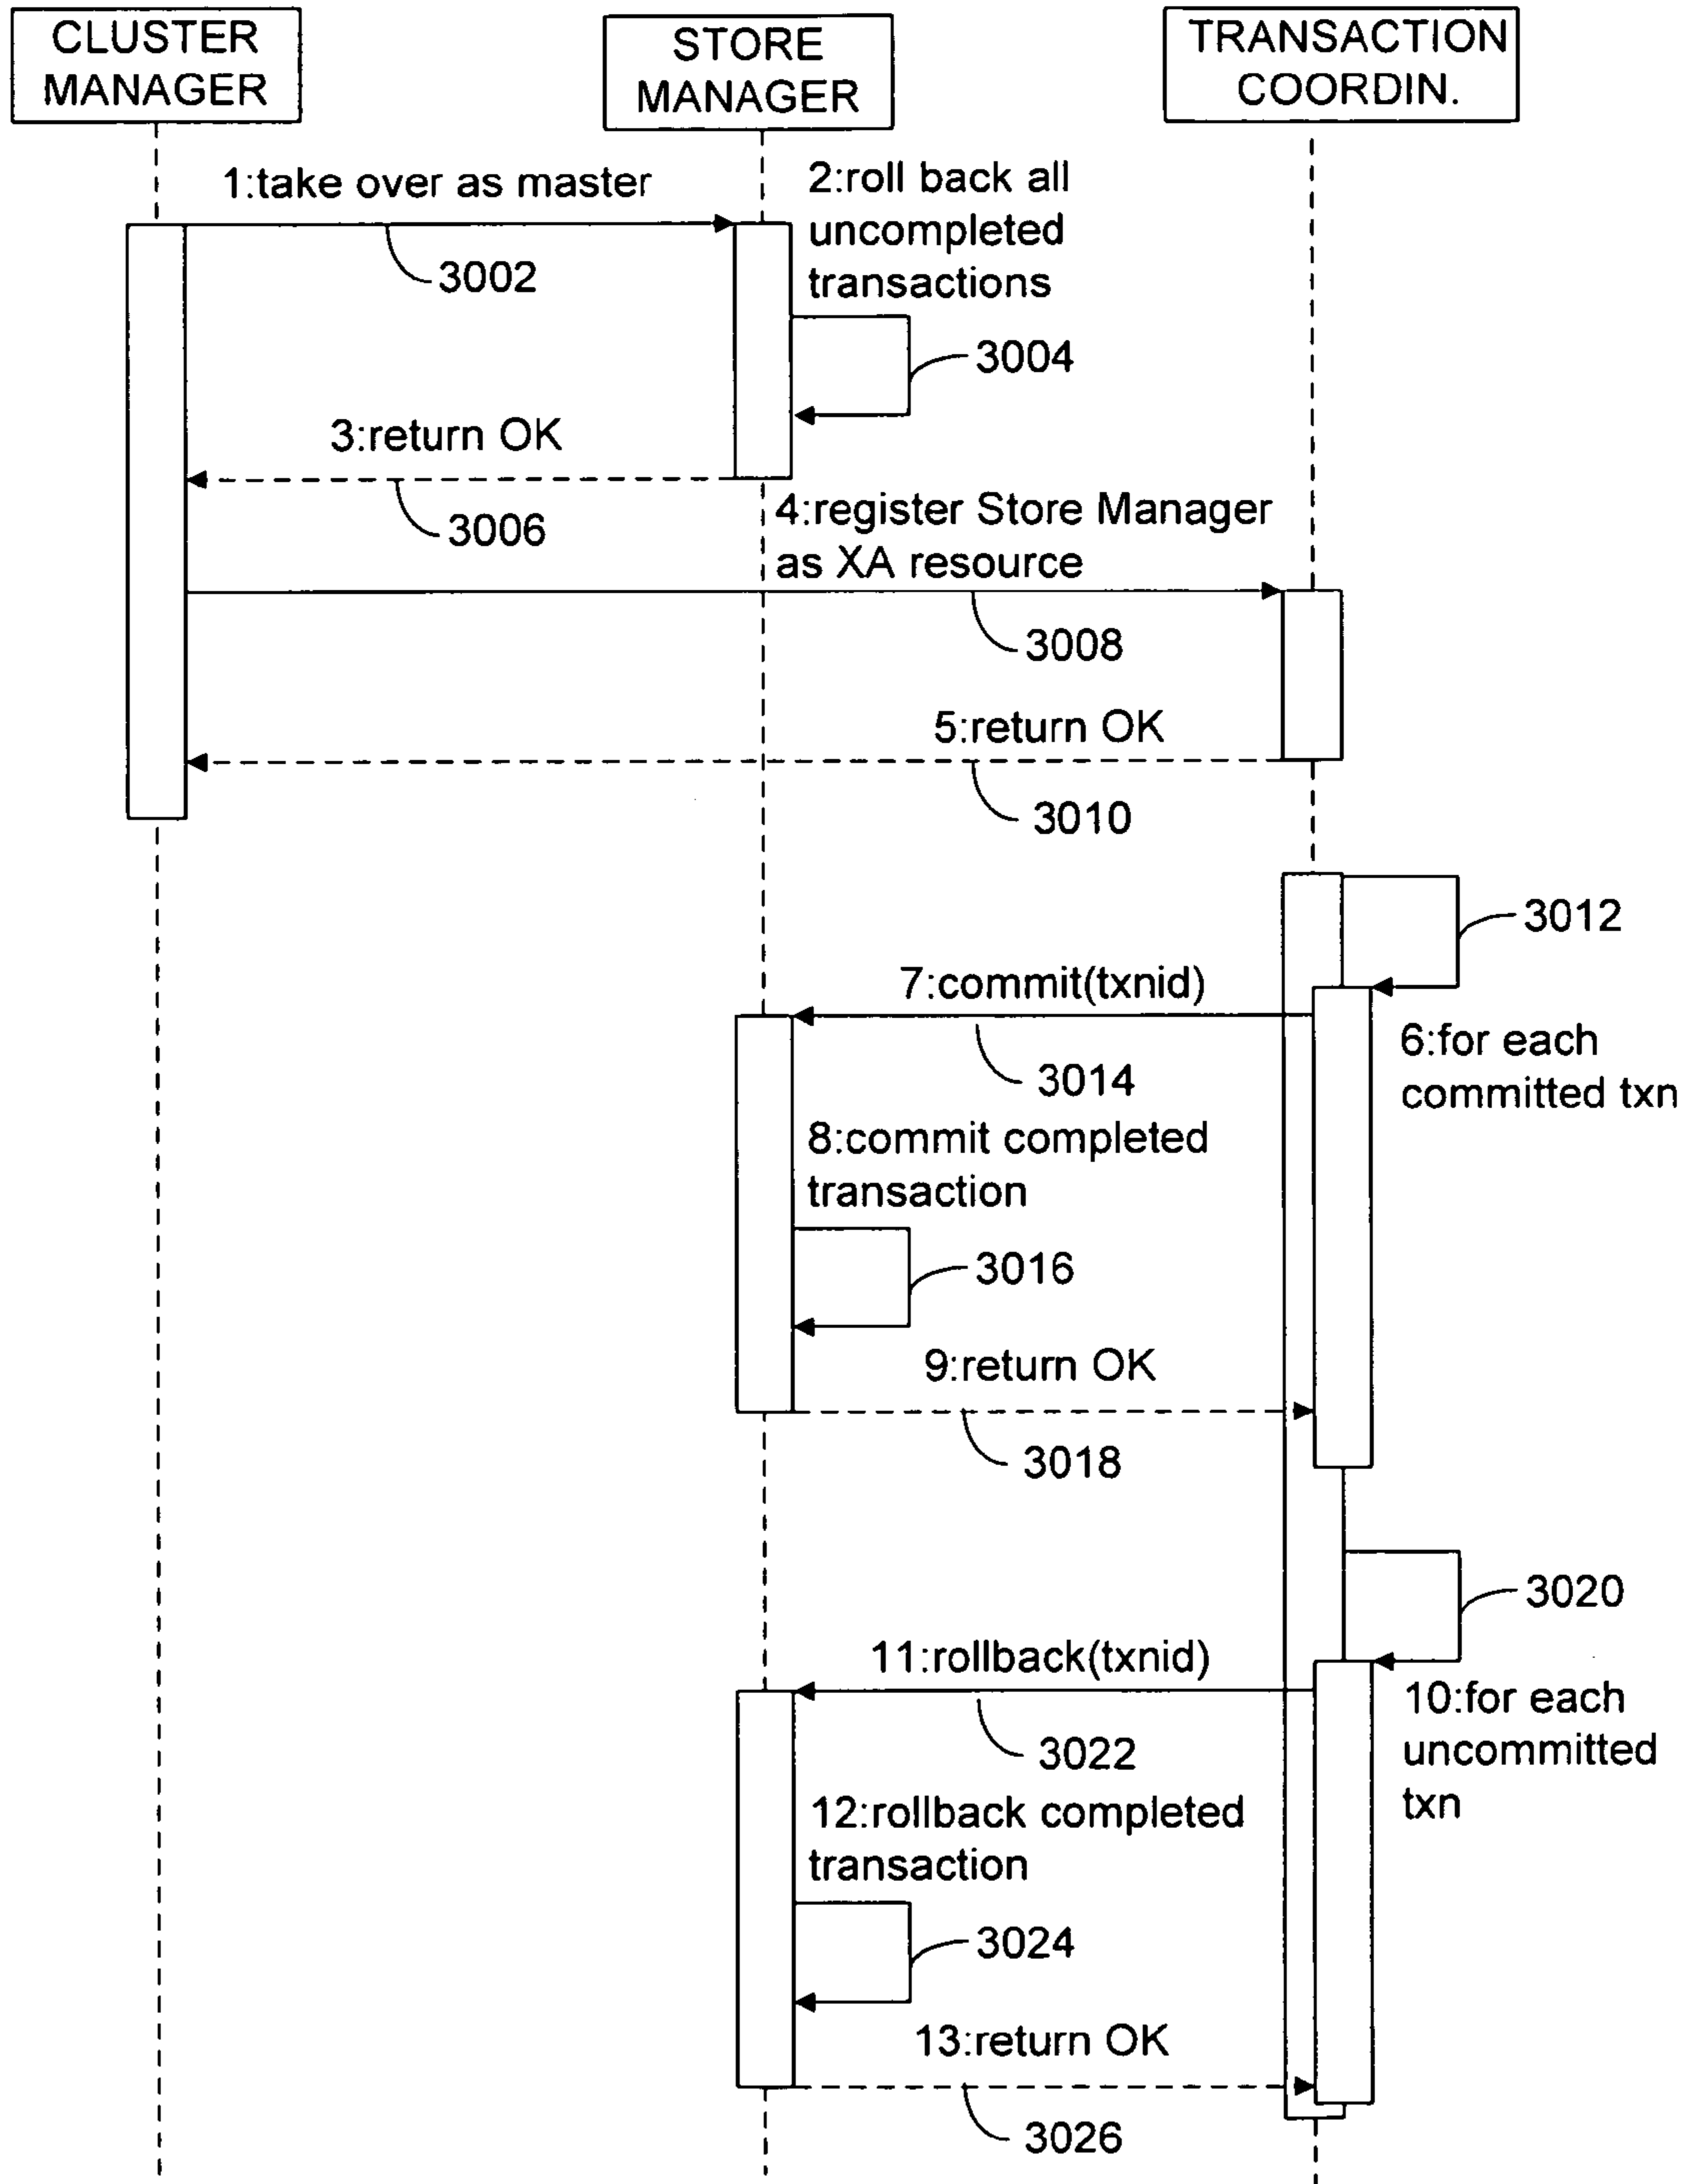 CLUSTER
MANAGER
STORE
MANAGER
TRANSACTION
COORDIN.
1:take over as master
2:roll back all
uncompleted
transactions
3002
3004
3:return OK
3006
4:register Store Manager
as XA resource
3008
5:return OK
3010
3012
7:commit(txnid)
6:for each
committed txn
3014
8:commit completed
transaction
3016
9:return OK
3018
3020
11:rollback(txnid)
10:for each
uncommitted
txn
3022
12:rollback completed
transaction
3024
13:return OK
3026